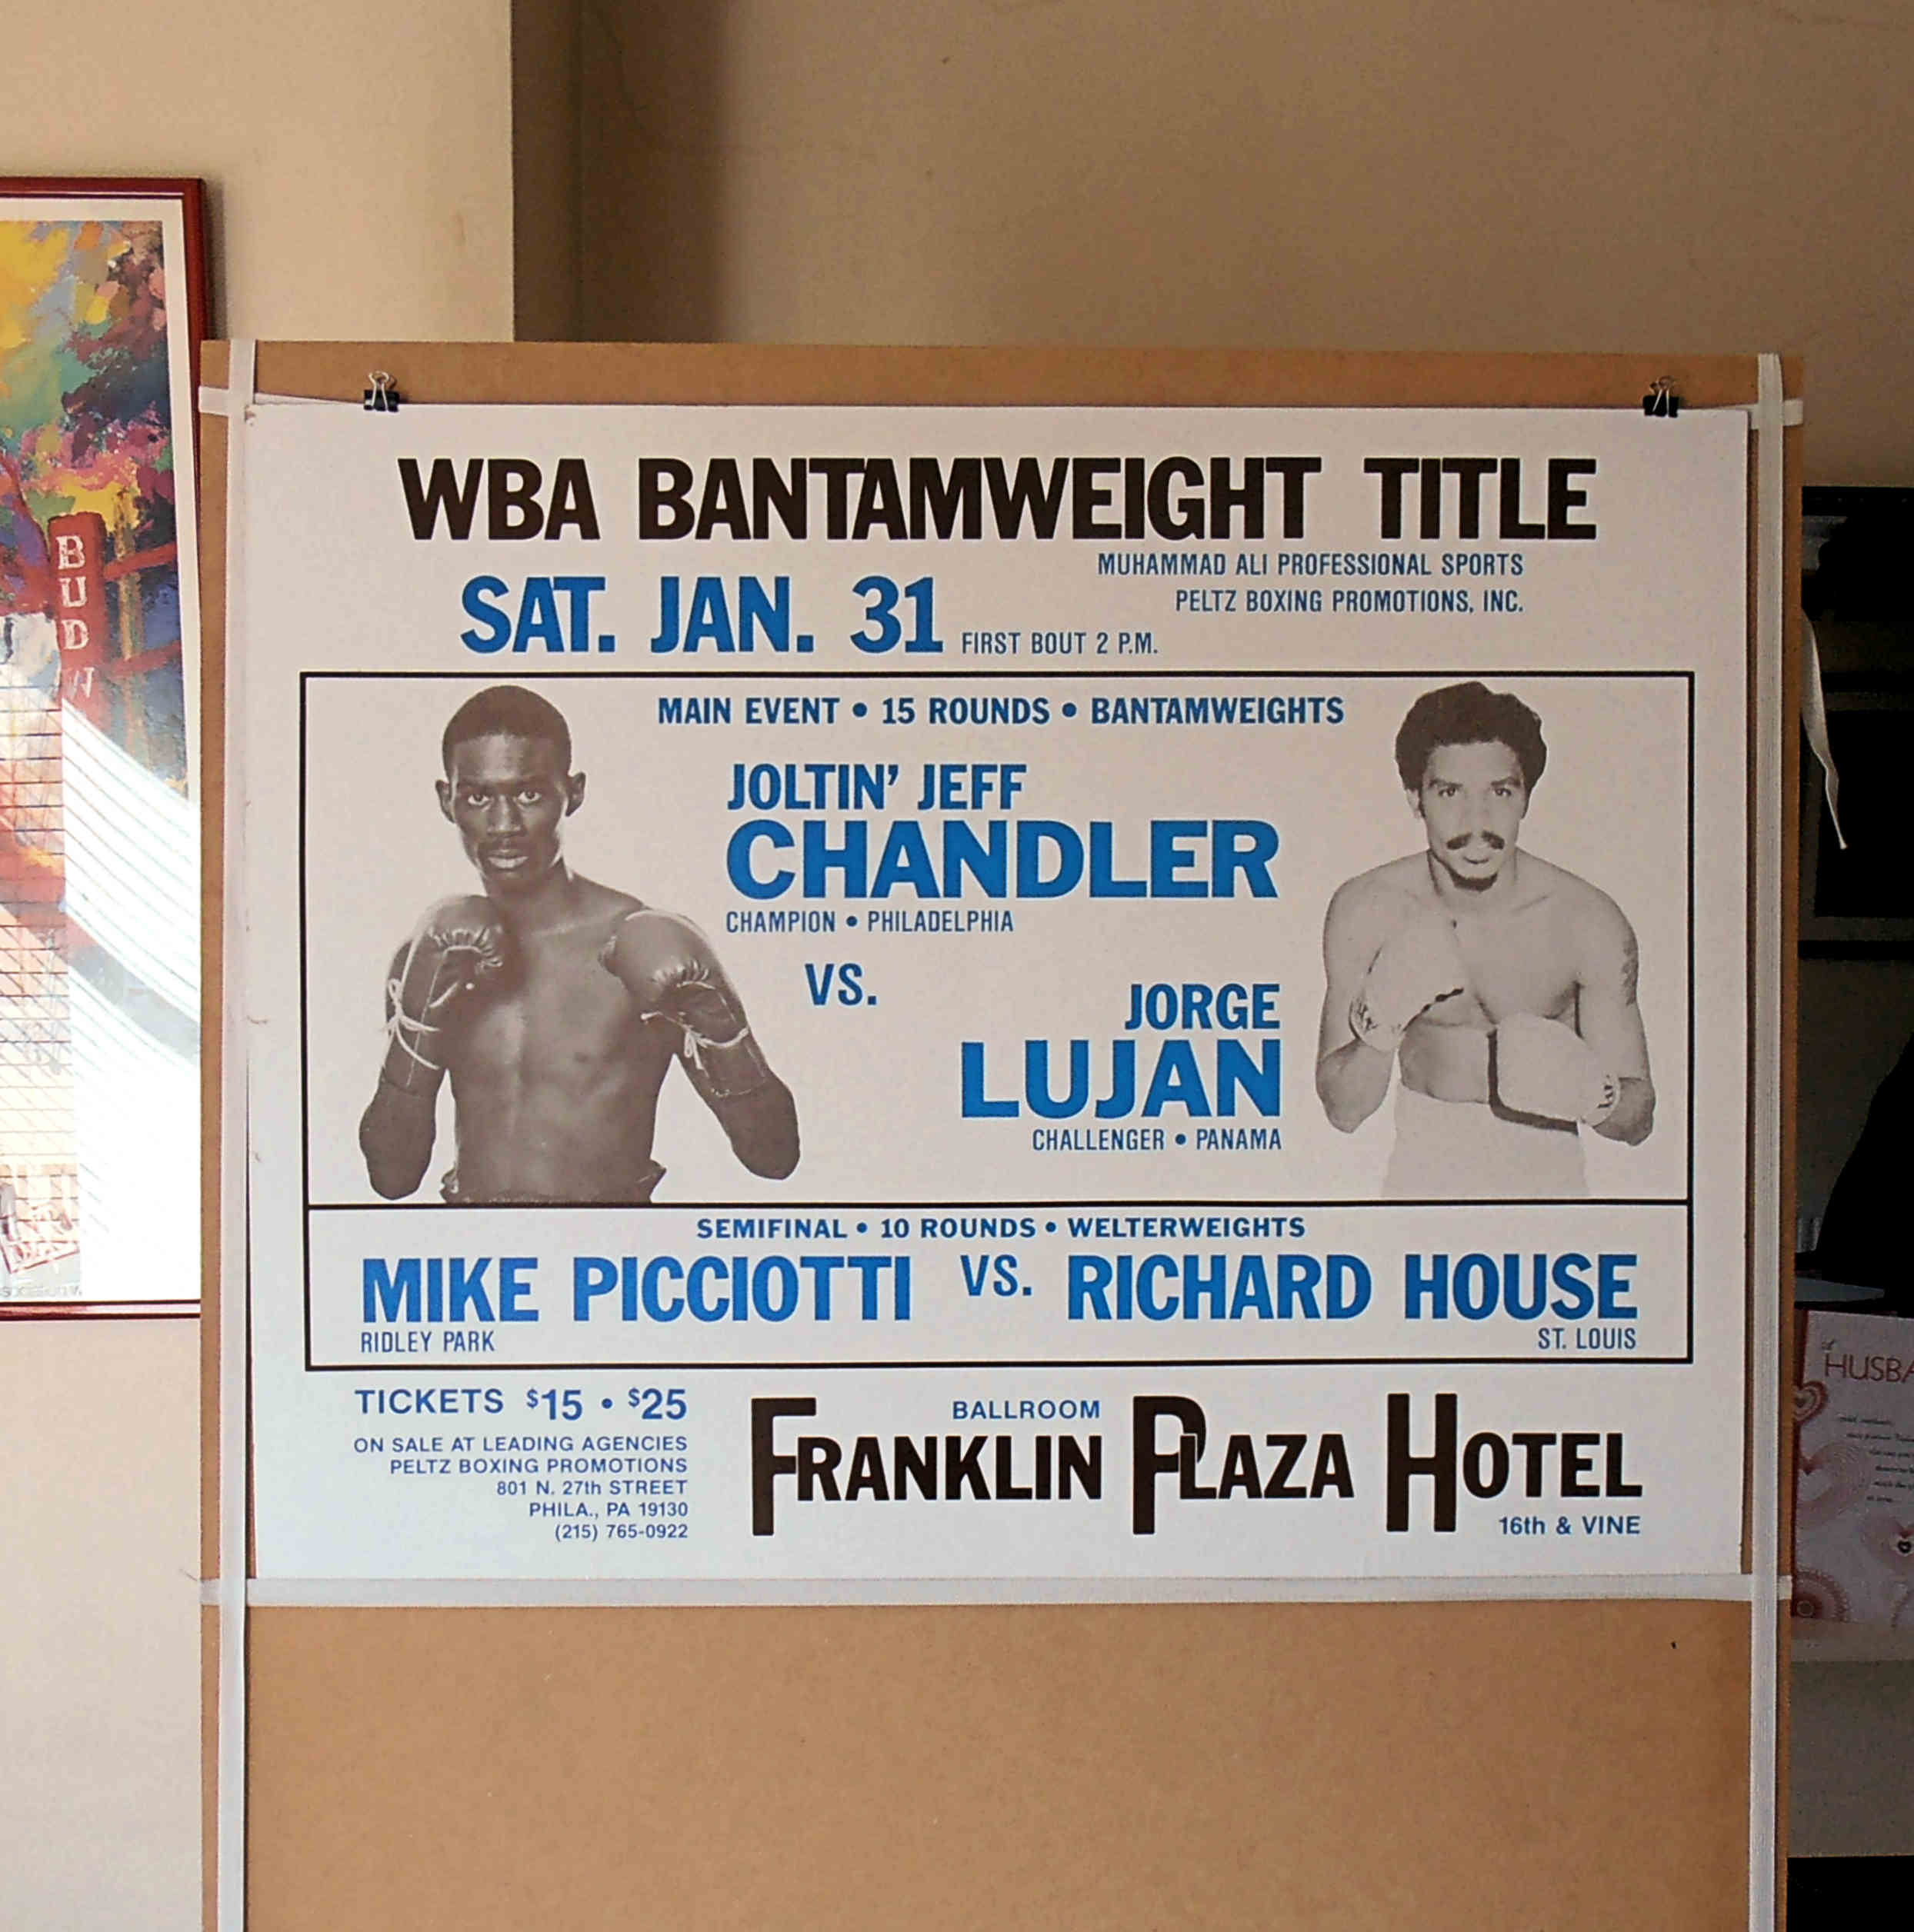 WBA BANTAMWEIGHT TITLE
MUHAMMAD ALI PROFESSIONAL SPORTS
PELTZ BOXING PROMOTIONS, INC.
SAT. JAN. 31 FIRST BOUT 2 P.M.
MAIN EVENT • 15 ROUNDS • BANTAMWEIGHTS
JOLTIN' JEFF
CHANDLER
CHAMPION • PHILADELPHIA
VS.
JORGE
LUJAN
CHALLENGER • PANAMA
SEMIFINAL • 10 ROUNDS • WELTERWEIGHTS
MIKE PICCIOTTI VS. RICHARD HOUSE
RIDLEY PARK
ST. LOUIS
TICKETS $15 • $25
ON SALE AT LEADING AGENCIES
PELTZ BOXING PROMOTIONS
801 N. 27th STREET
PHILA., PA 19130
(215) 765-0922
BALLROOM
FRANKLIN PLAZA HOTEL
16th & VINE
BUD W
HUSBA